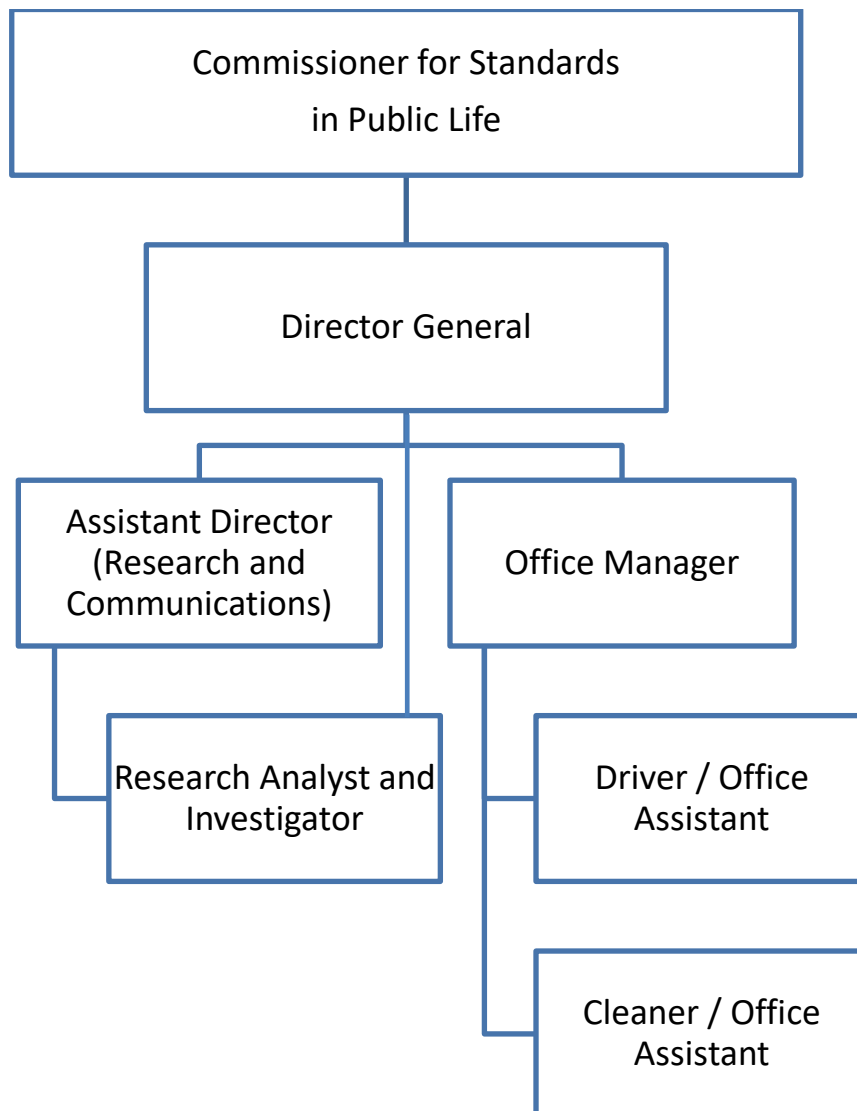 Commissioner for Standards
in Public Life
Director General
Assistant Director
(Research and
Communications)
Office Manager
Research Analyst and
Investigator
Driver / Office
Assistant
Cleaner / Office
Assistant